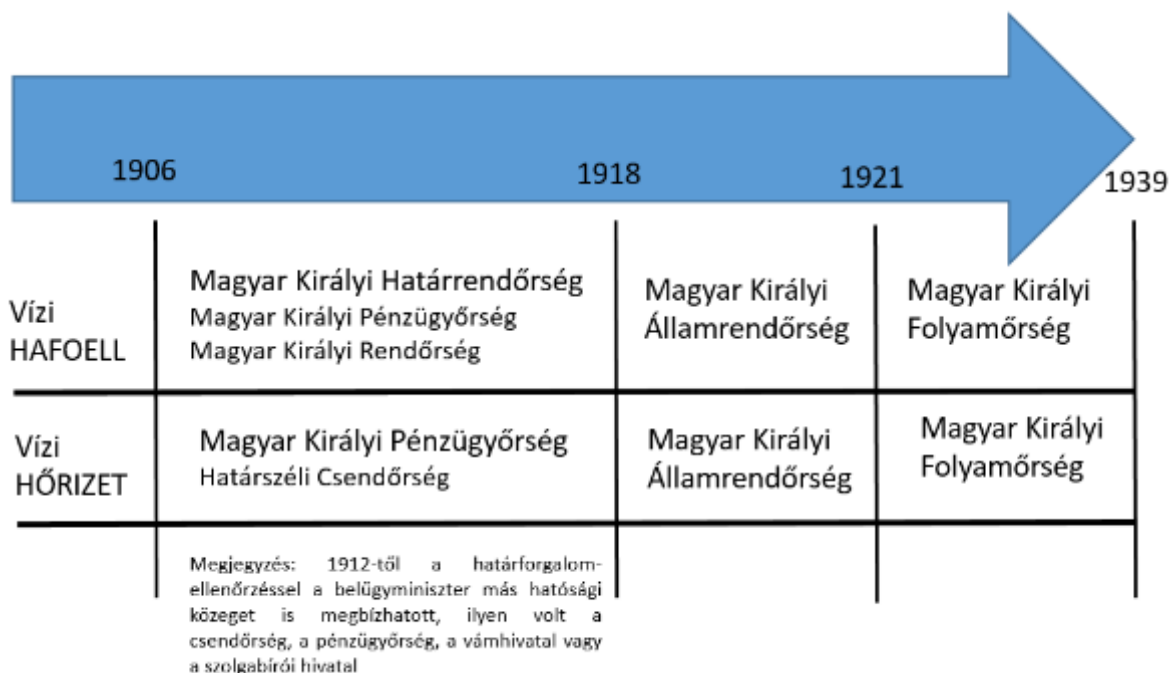 1906
1918
1921
1939
Vízi
HAFOELL
Magyar Királyi Határrendőrség
Magyar Királyi Pénzügyőrség
Magyar Királyi Rendőrség
Magyar Királyi
Államrendőrség
Magyar Királyi
Folyamőrség
Vízi
HŐRIZET
Magyar Királyi Pénzügyőrség
Határszéli Csendőrség
Magyar Királyi
Államrendőrség
Magyar Királyi
Folyamőrség
Megjegyzés: 1912-től a határforgalom-
ellenőrzéssel a belügyminiszter más hatósági
közeget is megbízhatott, ilyen volt a
csendőrség, a pénzügyőrség, a vámhivatal vagy
a szolgabírói hivatal